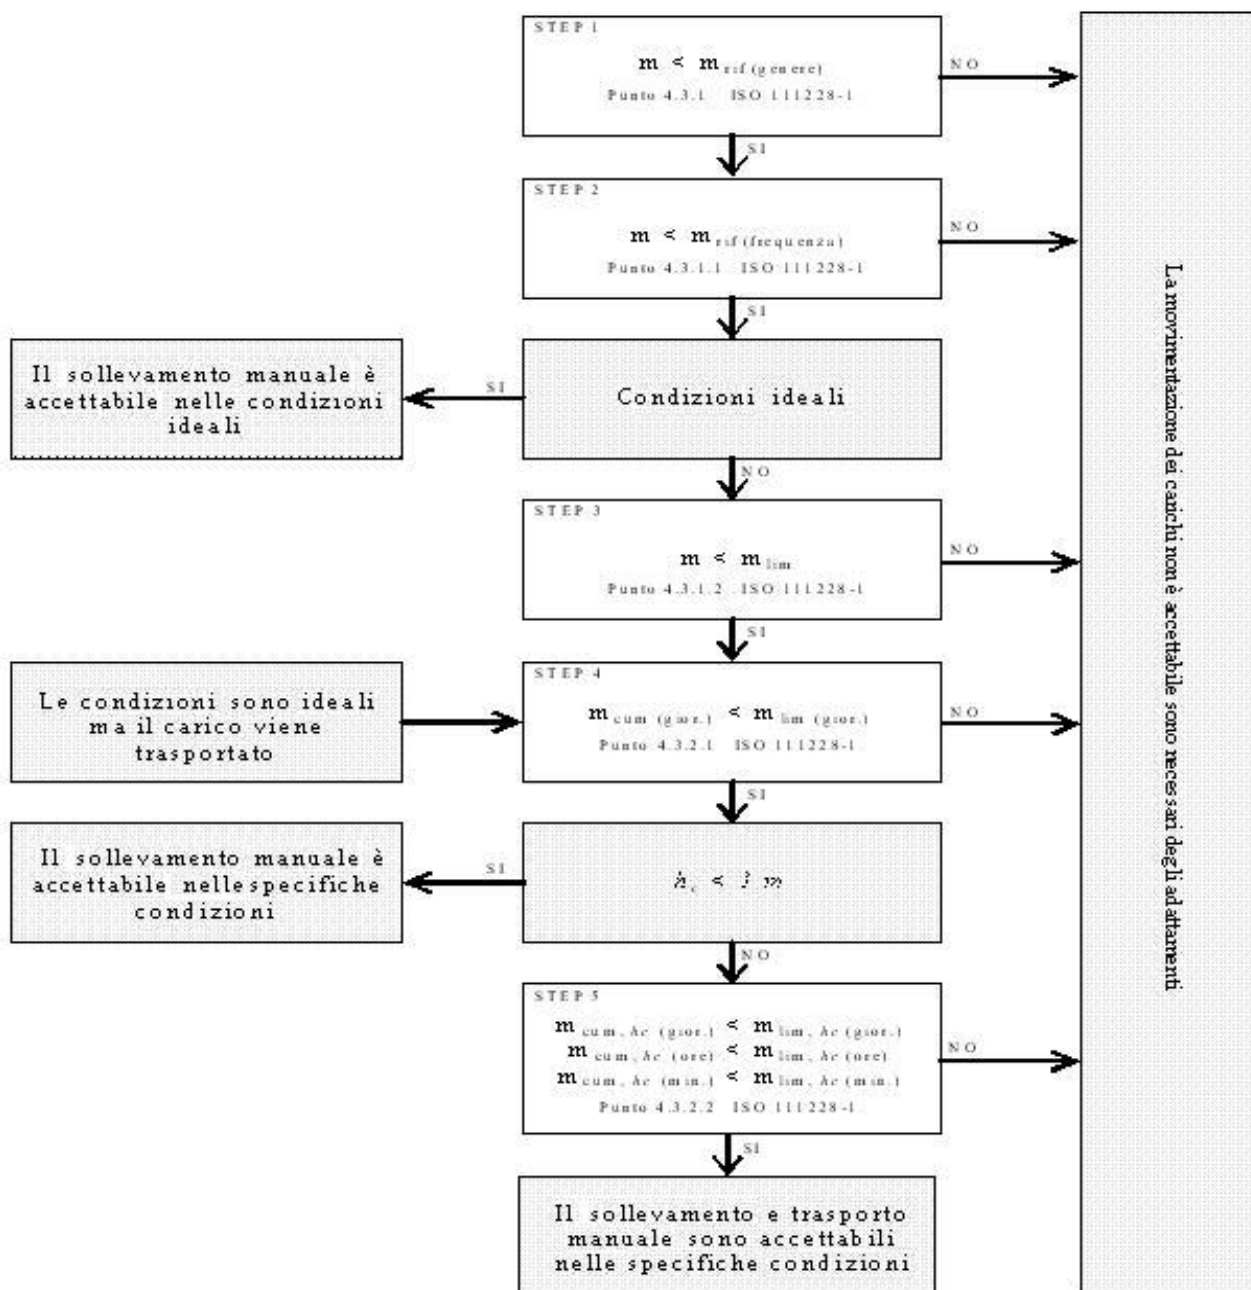 STEP 1
m < m rif (genere)
Punto 4.3.1 ISO 111228-1
NO
SI
STEP 2
m < m rif (frequenza)
Punto 4.3.1.1 ISO 111228-1
NO
SI
Il sollevamento manuale è
accettabile nelle condizioni
ideali
SI
Condizioni ideali
NO
STEP 3
m < m lim
Punto 4.3.1.2 ISO 111228-1
NO
SI
Le condizioni sono ideali
ma il carico viene
trasportato
STEP 4
m cum (gior.) < m lim (gior.)
Punto 4.3.2.1 ISO 111228-1
NO
SI
Il sollevamento manuale è
accettabile nelle specifiche
condizioni
SI
h c < 3 m
NO
STEP 5
m cum, hc (gior.) < m lim, hc (gior.)
m cum, hc (ore) < m lim, hc (ore)
m cum, hc (min.) < m lim, hc (min.)
Punto 4.3.2.2 ISO 111228-1
NO
SI
Il sollevamento e trasporto
manuale sono accettabili
nelle specifiche condizioni
La movimentazione dei carichi non è accettabile sono necessari degli adattamenti